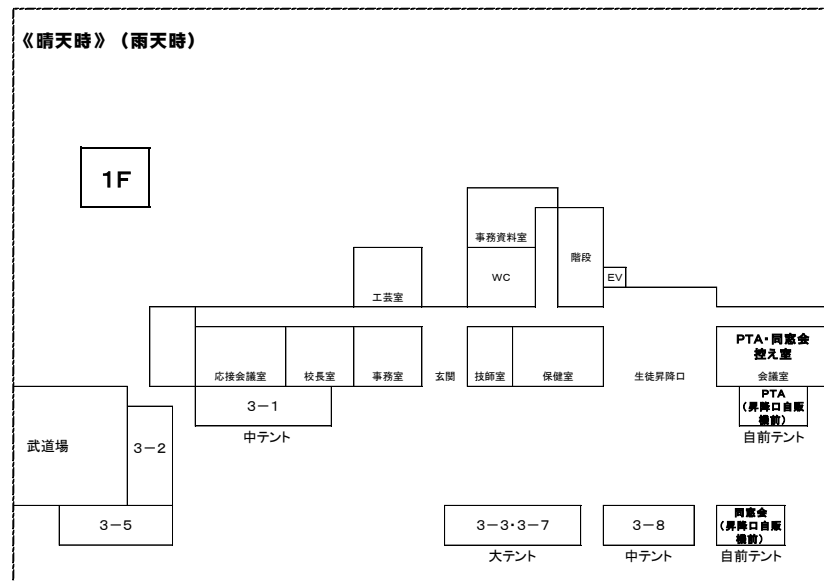 《晴天時》（雨天時）
1F
事務資料室
階段
WC
EV
工芸室
PTA・同窓会
控え室
応接会議室
校長室
事務室
玄関
技師室
保健室
生徒昇降口
会議室
3－1
中テント
PTA
（昇降口自販
機前）
自前テント
武道場
3－2
3－5
3－3・3－7
大テント
3－8
中テント
同窓会
（昇降口自販
機前）
自前テント